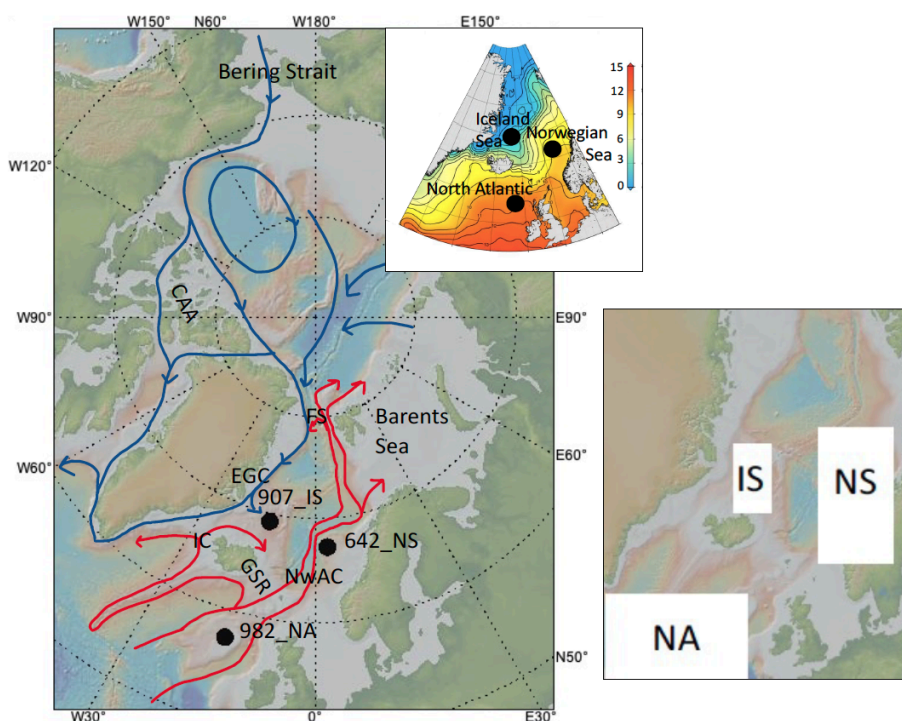 W150°
N60°
W180°
E150°
Bering Strait
W120°
W90°
W60°
W30°
0°
E30°
N50°
E60°
E90°
CAA
FS
Barents
Sea
EGC
907_IS
IC
GSR
642_NS
NwAC
982_NA
Iceland
Sea
Norwegian
Sea
North Atlantic
15
12
9
6
3
0
IS
NS
NA